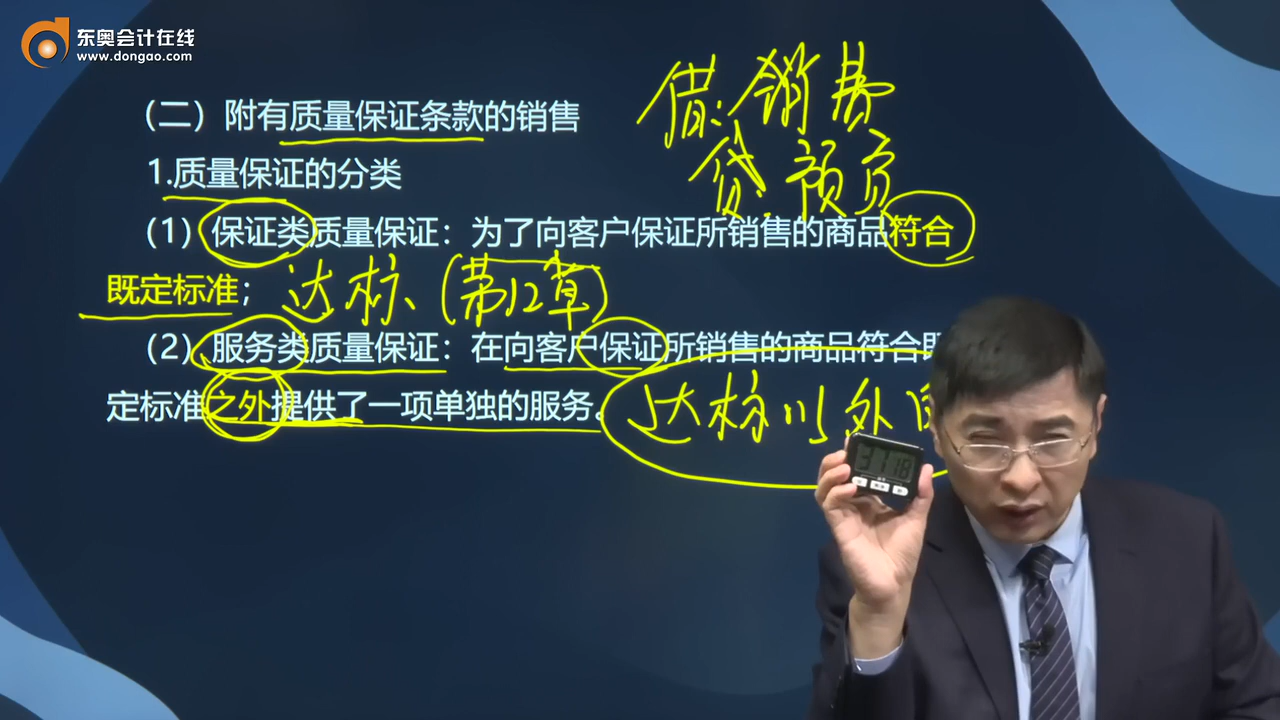 东奥会计在线
www.dongao.com
借：销费
贷：预负
（二）附有质量保证条款的销售
1.质量保证的分类
（1）保证类质量保证：为了向客户保证所销售的商品符合
既定标准；
达标（第12章）
（2）服务类质量保证：在向客户保证所销售的商品符合既
定标准之外提供了一项单独的服务。
达标以外
3718